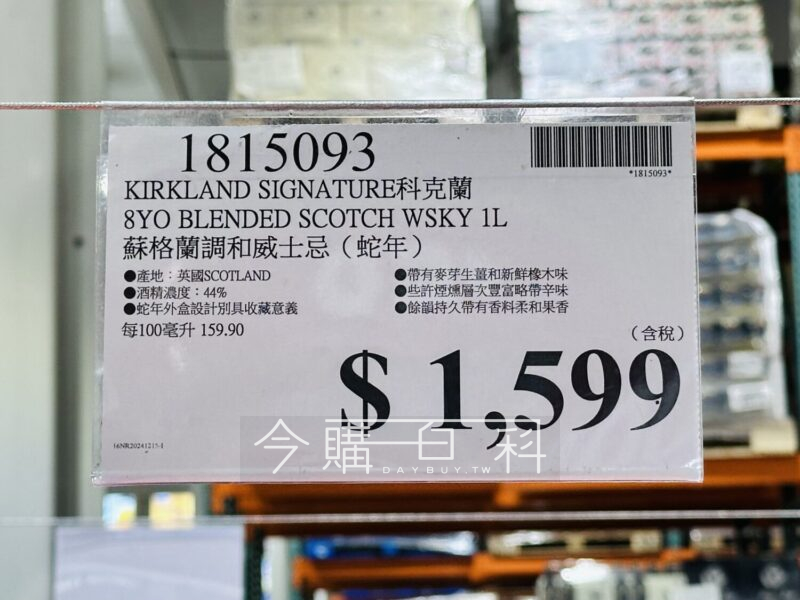 1815093
*1815093*
KIRKLAND SIGNATURE科克蘭
8YO BLENDED SCOTCH WSKY 1L
蘇格蘭調和威士忌（蛇年）
●產地：英國SCOTLAND
●酒精濃度：44%
●蛇年外盒設計別具收藏意義
●帶有麥芽生薑和新鮮橡木味
●些許煙燻層次豐富略帶辛味
●餘韻持久帶有香料柔和果香
每100毫升 159.90
（含稅）
$ 1,599
16NR20241215-1
今購百科
DAYBUY.TW